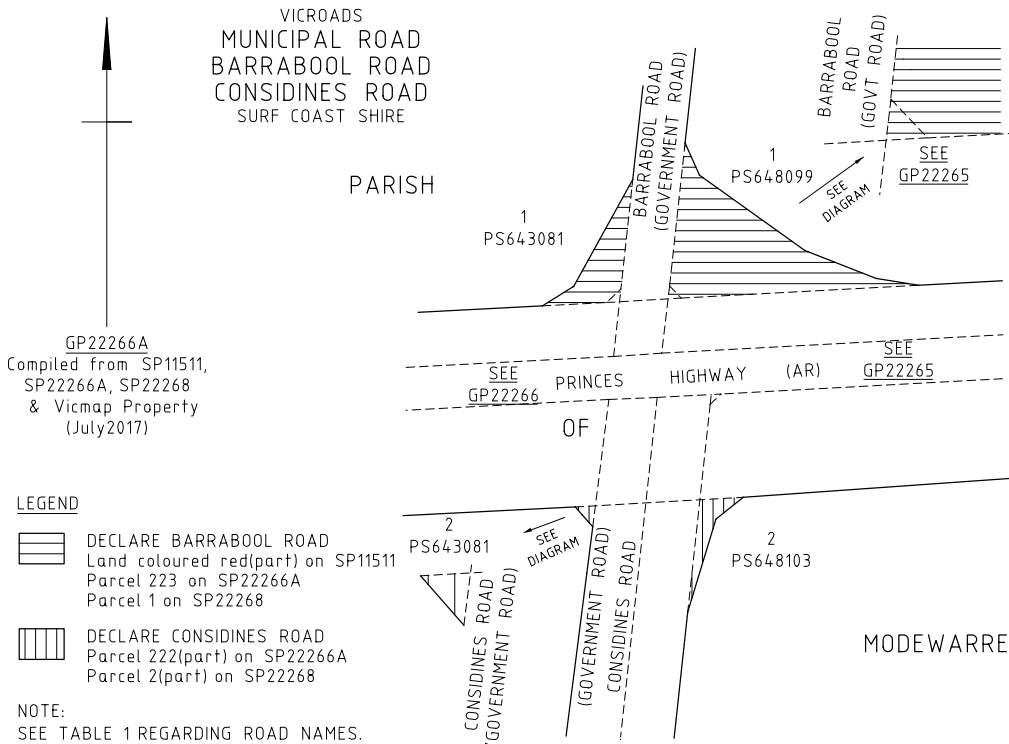 VICROADS
MUNICIPAL ROAD
BARRABOOL ROAD
CONSIDINES ROAD
SURF COAST SHIRE
PARISH
BARRABOOL ROAD
(GOVERNMENT ROAD)
BARRABOOL
ROAD
(GOVT ROAD)
SEE
GP22265
1
PS648099
SEE
DIAGRAM
1
PS643081
GP22266A
Compiled from SP11511,
SP22266A, SP22268
& Vicmap Property
(July2017)
SEE
GP22266
PRINCES HIGHWAY (AR)
SEE
GP22265
OF
LEGEND
DECLARE BARRABOOL ROAD
Land coloured red(part) on SP11511
Parcel 223 on SP22266A
Parcel 1 on SP22268
DECLARE CONSIDINES ROAD
Parcel 222(part) on SP22266A
Parcel 2(part) on SP22268
NOTE:
SEE TABLE 1 REGARDING ROAD NAMES.
2
PS643081
SEE
DIAGRAM
CONSIDINES ROAD
(GOVERNMENT ROAD)
(GOVERNMENT ROAD)
CONSIDINES ROAD
2
PS648103
MODEWARRE